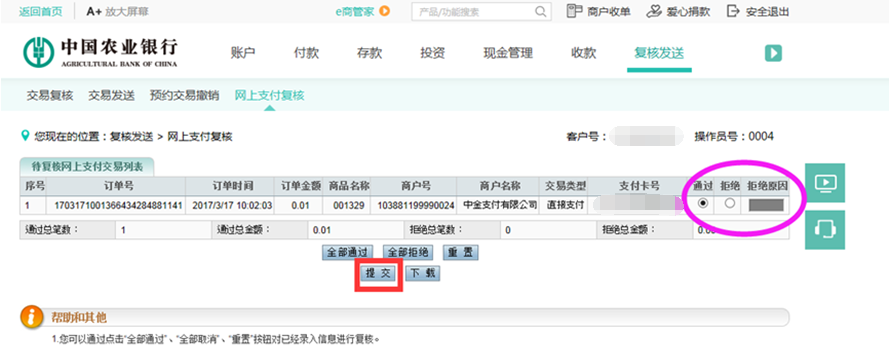 返回首页 A+ 放大屏幕 e商管家 产品/功能搜索 商户收单 爱心捐款 安全退出
中国农业银行 账户 付款 存款 投资 现金管理 收款 复核发送
AGRICULTURAL BANK OF CHINA
交易复核 交易发送 预约交易撤销 网上支付复核
您现在的位置：复核发送 > 网上支付复核 客户号： 操作员号：0004
待复核网上支付交易列表
序号 订单号 订单时间 订单金额 商品名称 商户号 商户名称 交易类型 支付卡号 通过 拒绝 拒绝原因
1 1703171001366434284881141 2017/3/17 10:02:03 0.01 001329 103881199990024 中金支付有限公司 直接支付
通过总笔数： 1 通过总金额： 0.01 拒绝总笔数： 0 拒绝总金额：
全部通过 全部拒绝 重 置
提 交 下 载
帮助和其他
1.您可以通过点击“全部通过”、“全部取消”、“重置”按钮对已经录入信息进行复核。